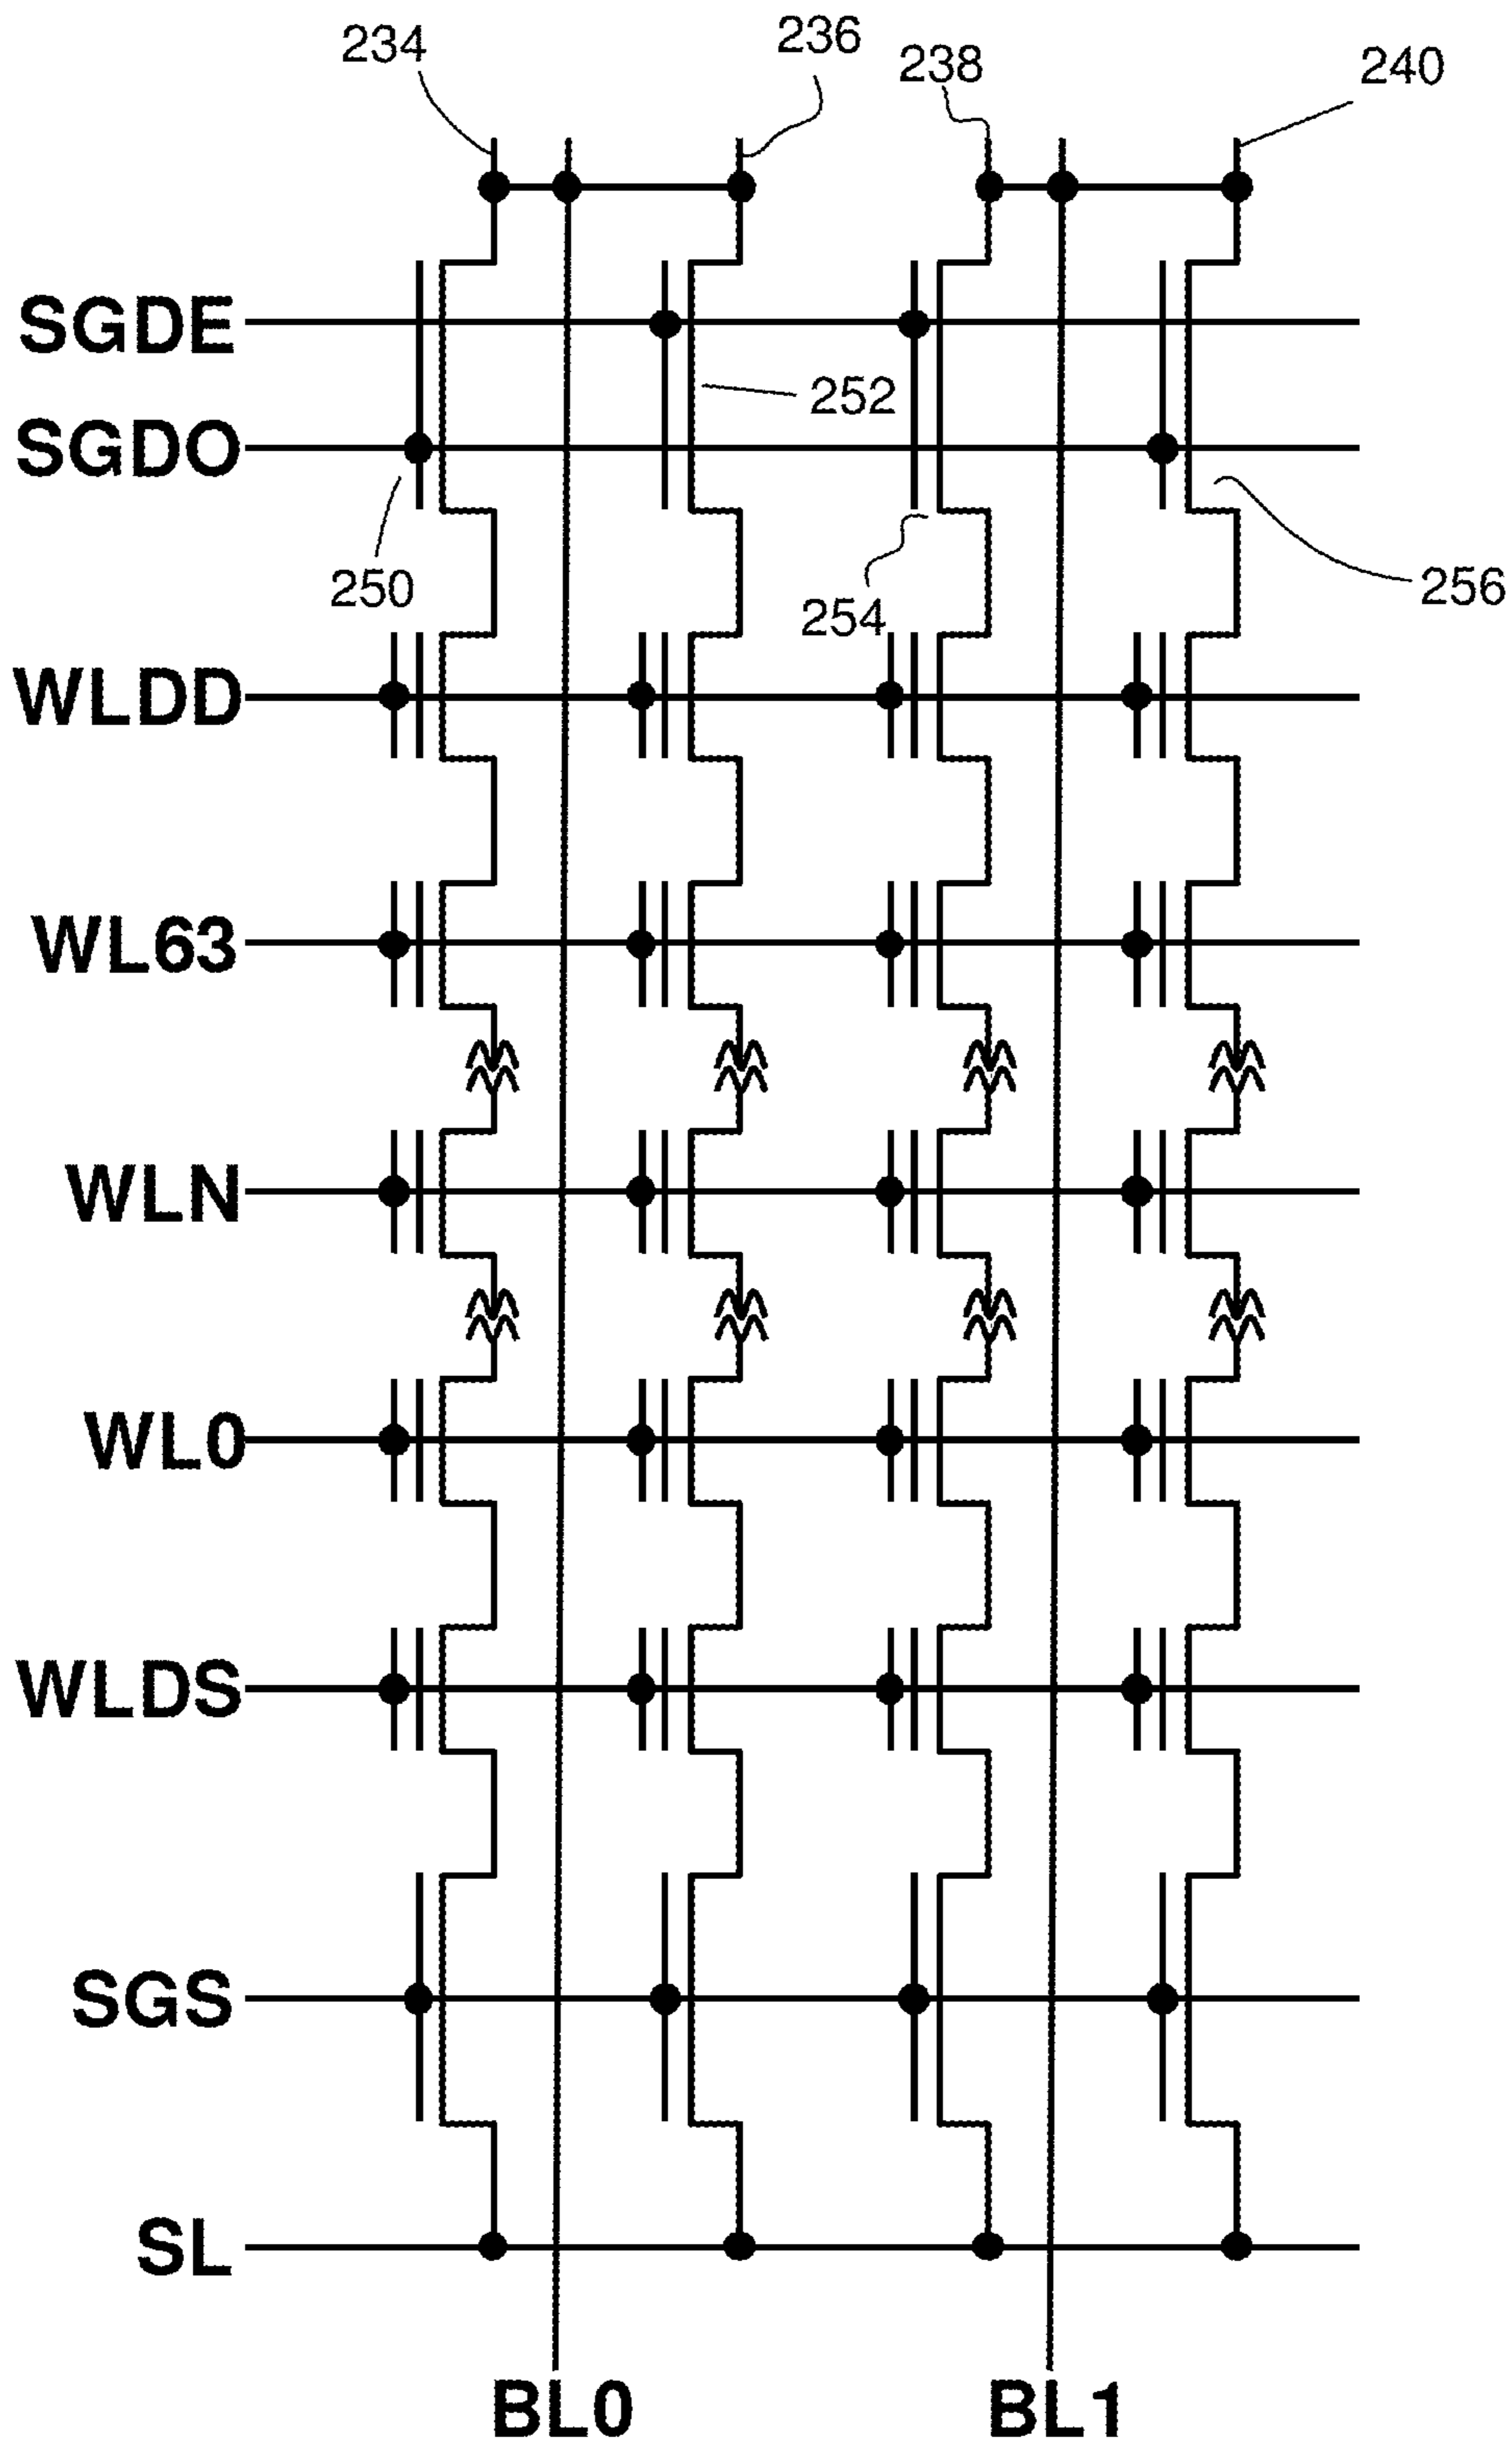 234
236
238
240
SGDE
252
SGDO
250
254
256
WLDD
WL63
WLN
WL0
WLDS
SGS
SL
BL0
BL1